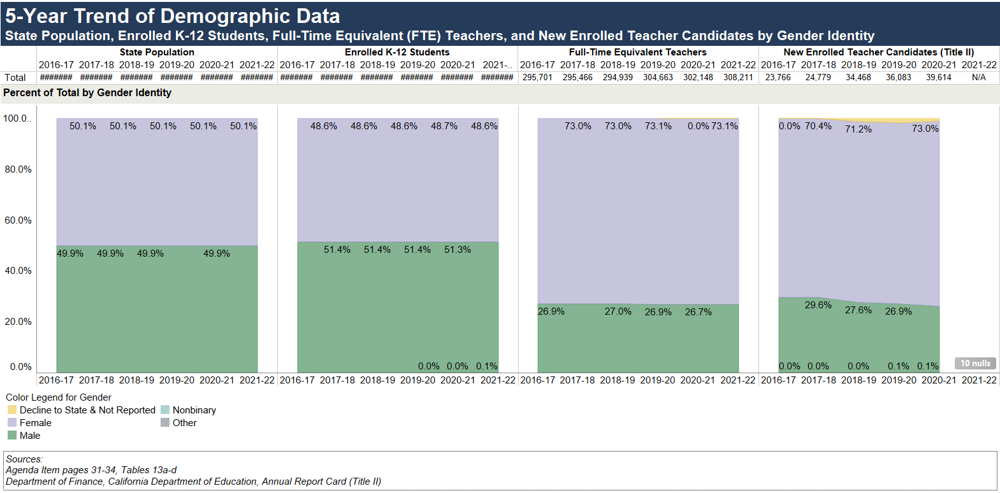 5-Year Trend of Demographic Data
State Population, Enrolled K-12 Students, Full-Time Equivalent (FTE) Teachers, and New Enrolled Teacher Candidates by Gender Identity
State Population Enrolled K-12 Students Full-Time Equivalent Teachers New Enrolled Teacher Candidates (Title II)
2016-17 2017-18 2018-19 2019-20 2020-21 2021-22 2016-17 2017-18 2018-19 2019-20 2020-21 2021-.. 2016-17 2017-18 2018-19 2019-20 2020-21 2021-22 2016-17 2017-18 2018-19 2019-20 2020-21 2021-22
Total ####### ####### ####### ####### ####### ####### ####### ####### ####### ####### ####### ####### 295,701 295,466 294,939 304,663 302,148 308,211 23,766 24,779 34,468 36,083 39,614 N/A
Percent of Total by Gender Identity
100.0..
50.1% 50.1% 50.1% 50.1% 50.1% 48.6% 48.6% 48.6% 48.7% 48.6% 73.0% 73.0% 73.1% 0.0% 73.1% 0.0% 70.4% 71.2% 73.0%
80.0%
60.0%
49.9% 49.9% 49.9% 49.9% 51.4% 51.4% 51.4% 51.3%
40.0%
26.9% 27.0% 26.9% 26.7% 29.6% 27.6% 26.9%
20.0%
0.0% 0.0% 0.0% 0.1% 0.0% 0.0% 0.0% 0.1% 0.1% 10 nulls
2016-17 2017-18 2018-19 2019-20 2020-21 2021-22 2016-17 2017-18 2018-19 2019-20 2020-21 2021-22 2016-17 2017-18 2018-19 2019-20 2020-21 2021-22 2016-17 2017-18 2018-19 2019-20 2020-21 2021-22
Color Legend for Gender
Decline to State & Not Reported Nonbinary
Female Other
Male
Sources:
Agenda Item pages 31-34, Tables 13a-d
Department of Finance, California Department of Education, Annual Report Card (Title II)